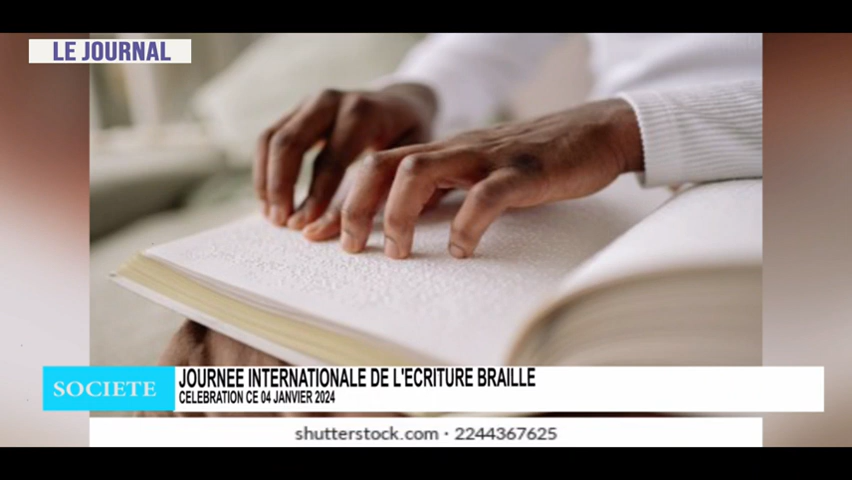 LE JOURNAL
SOCIETE
JOURNEE INTERNATIONALE DE L'ECRITURE BRAILLE
CELEBRATION CE 04 JANVIER 2024
shutterstock.com · 2244367625